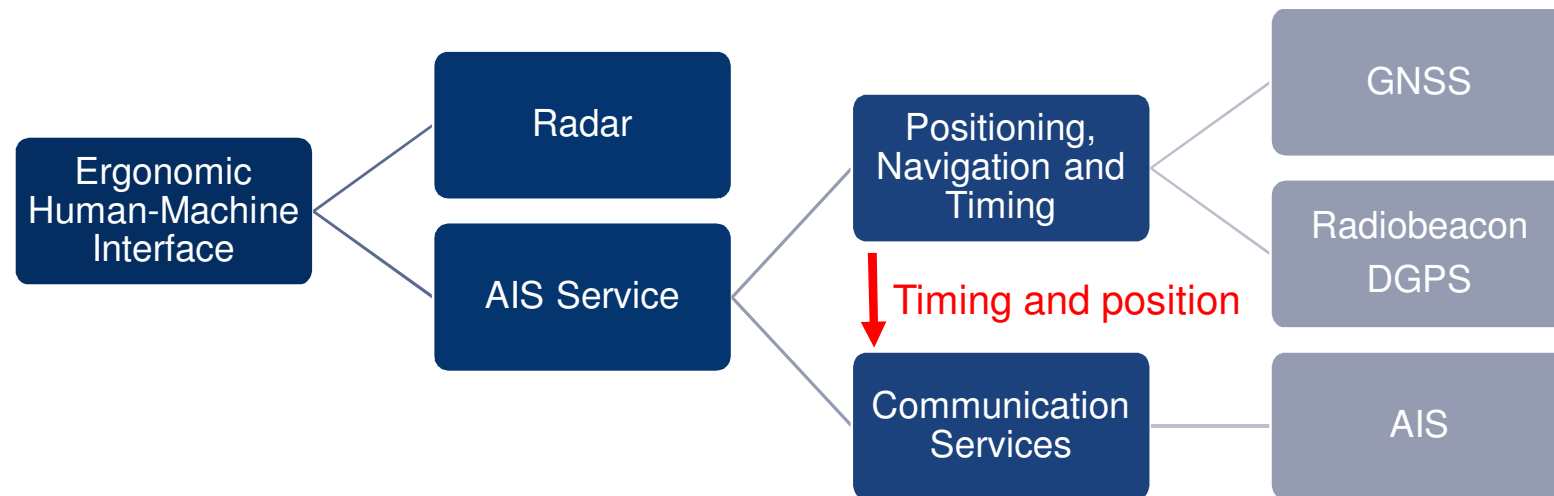 Ergonomic
Human-Machine
Interface
Radar
AIS Service
Positioning,
Navigation and
Timing
Timing and position
Communication
Services
GNSS
Radiobeacon
DGPS
AIS